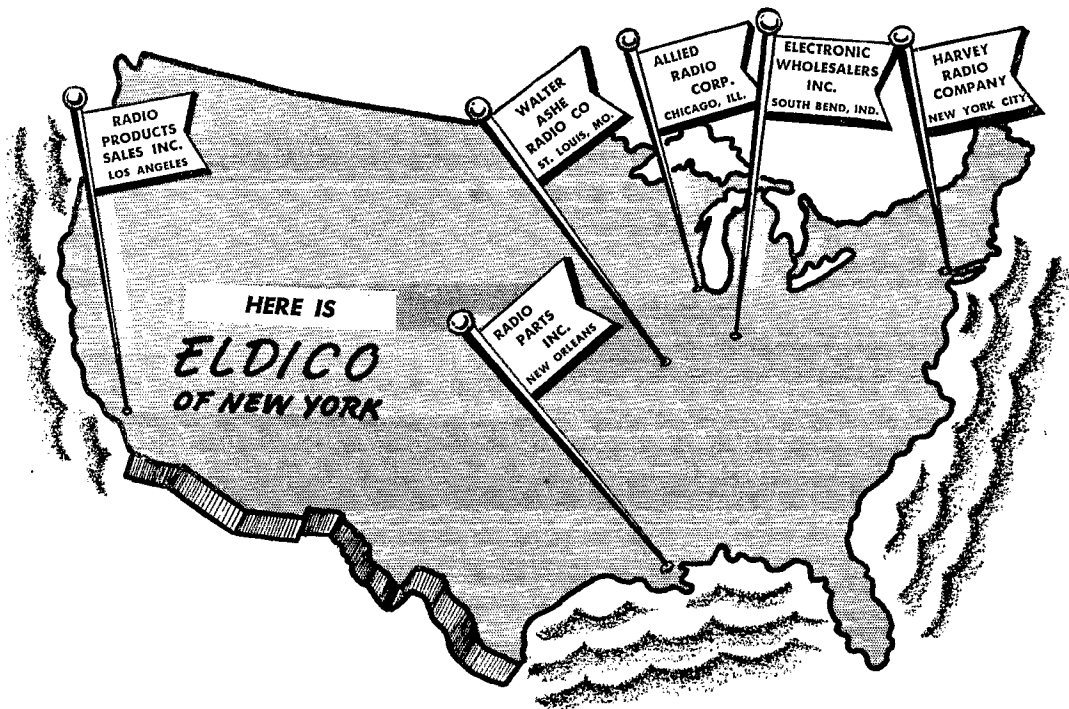 RADIO
PRODUCTS
SALES INC.
LOS ANGELES
WALTER
ASHE
RADIO CO
ST. LOUIS, MO.
ALLIED
RADIO
CORP.
CHICAGO, ILL.
ELECTRONIC
WHOLESALERS
INC.
SOUTH BEND, IND.
HARVEY
RADIO
COMPANY
NEW YORK CITY
HERE IS
ELDICO
OF NEW YORK
RADIO
PARTS
INC.
NEW ORLEANS